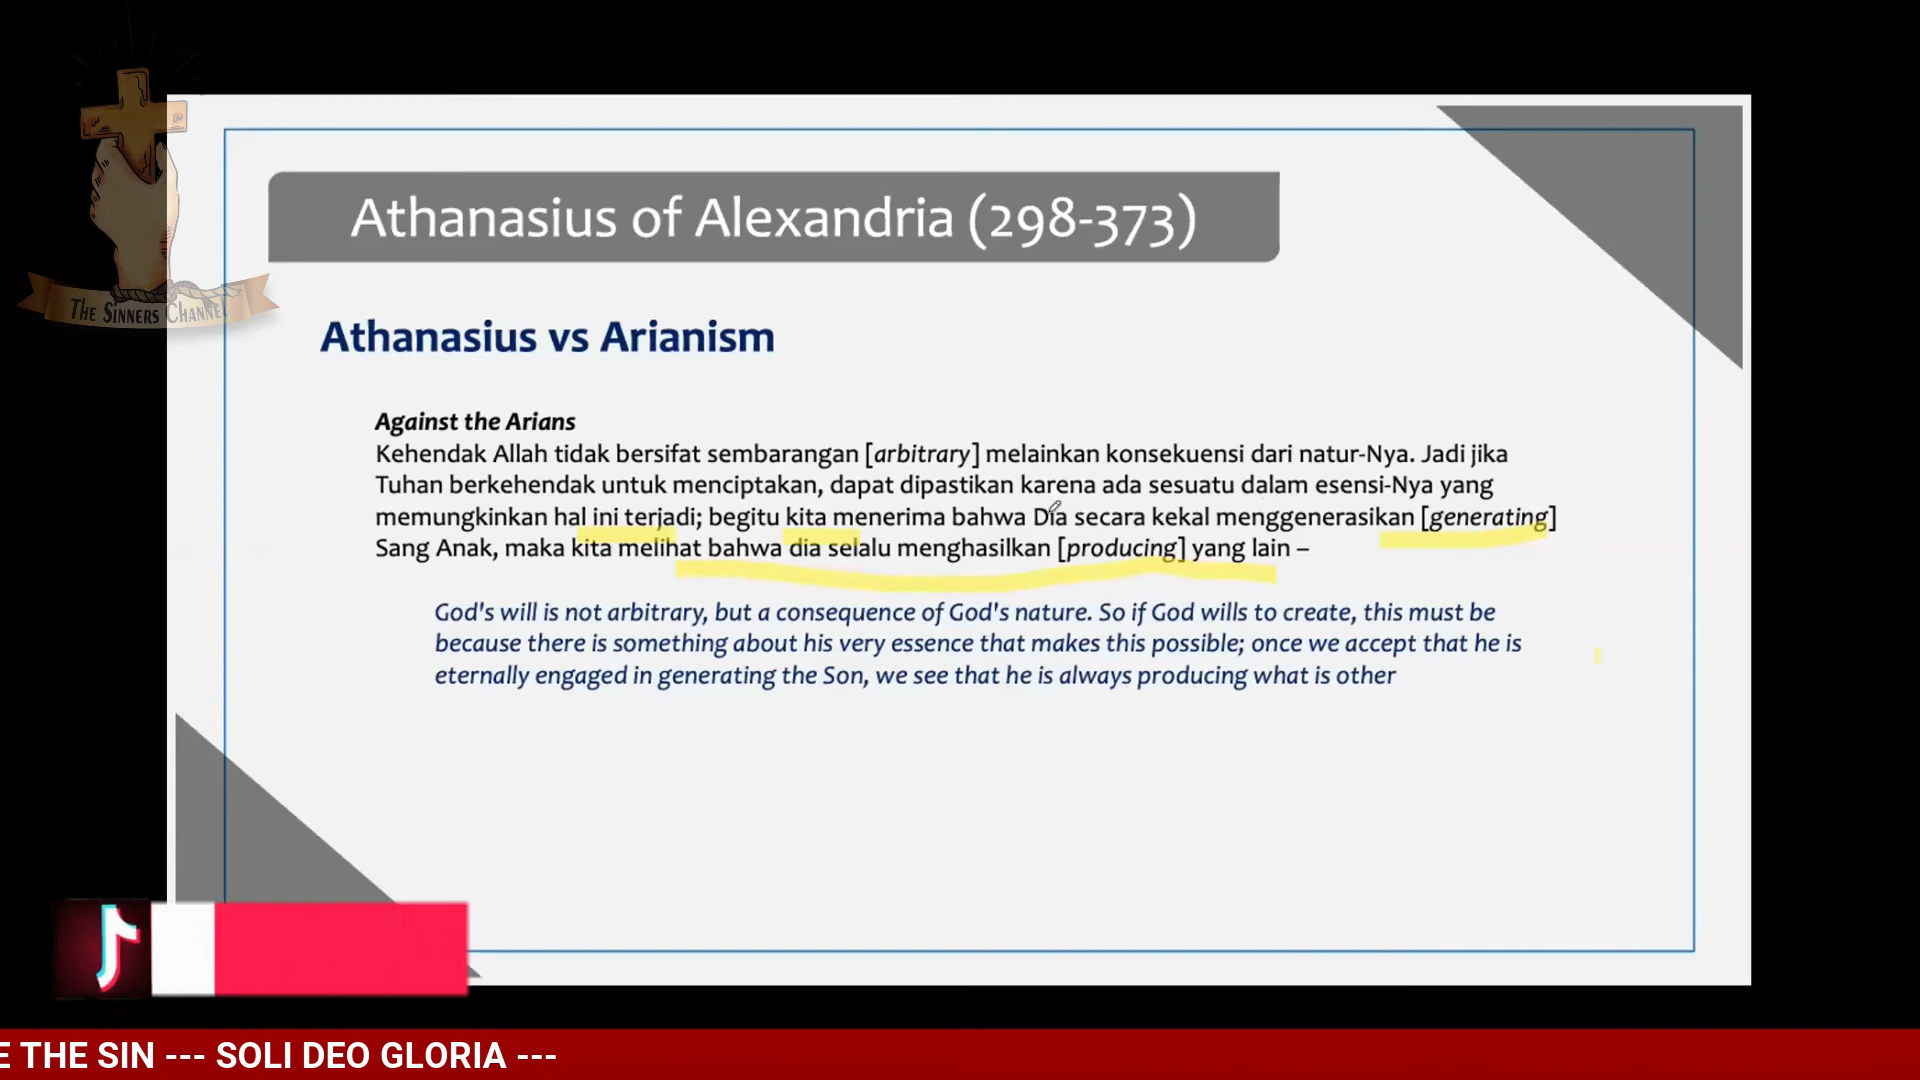 Athanasius of Alexandria (298-373)
THE SINNERS CHANNEL
Athanasius vs Arianism
Against the Arians
Kehendak Allah tidak bersifat sembarangan [arbitrary] melainkan konsekuensi dari natur-Nya. Jadi jika
Tuhan berkehendak untuk menciptakan, dapat dipastikan karena ada sesuatu dalam esensi-Nya yang
memungkinkan hal ini terjadi; begitu kita menerima bahwa Dia secara kekal menggenerasikan [generating]
Sang Anak, maka kita melihat bahwa dia selalu menghasilkan [producing] yang lain –
God's will is not arbitrary, but a consequence of God's nature. So if God wills to create, this must be
because there is something about his very essence that makes this possible; once we accept that he is
eternally engaged in generating the Son, we see that he is always producing what is other
E THE SIN --- SOLI DEO GLORIA ---